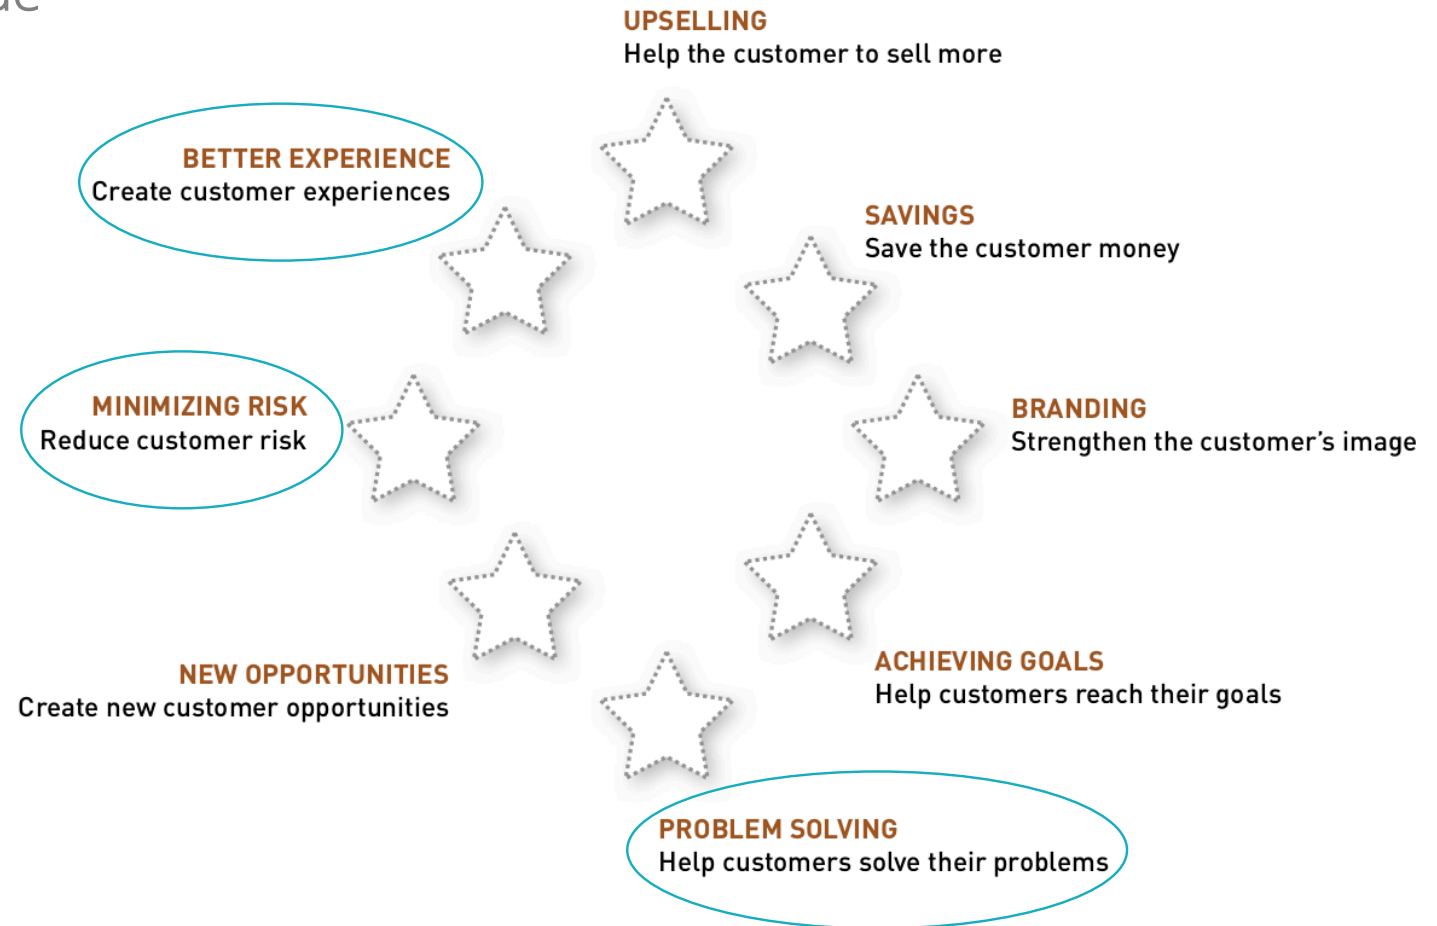 UPSELLING
Help the customer to sell more
BETTER EXPERIENCE
Create customer experiences
SAVINGS
Save the customer money
MINIMIZING RISK
Reduce customer risk
BRANDING
Strengthen the customer’s image
NEW OPPORTUNITIES
Create new customer opportunities
ACHIEVING GOALS
Help customers reach their goals
PROBLEM SOLVING
Help customers solve their problems